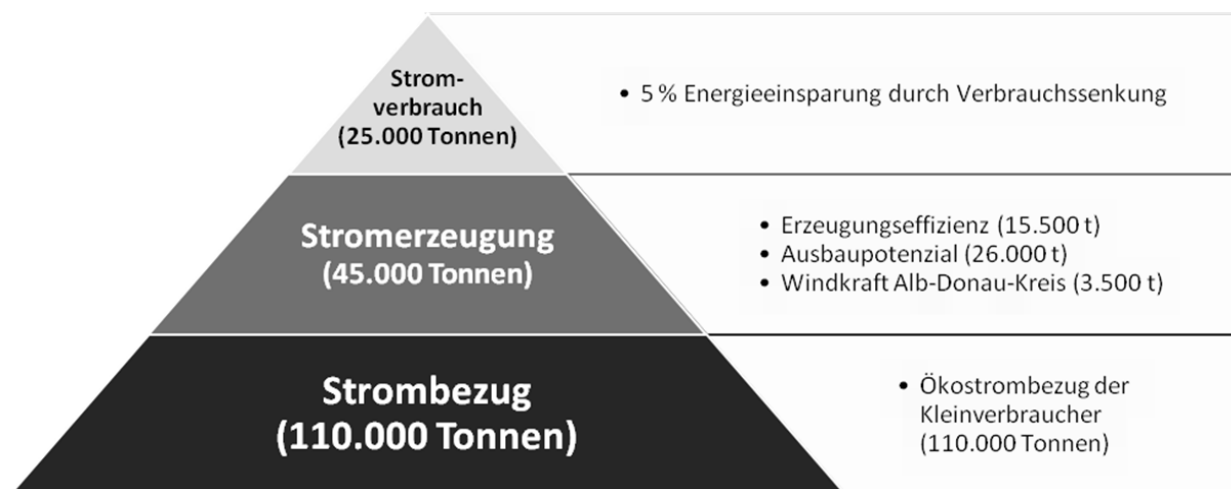 Strom-
verbrauch
(25.000 Tonnen)
• 5 % Energieeinsparung durch Verbrauchssenkung
Stromerzeugung
(45.000 Tonnen)
• Erzeugungseffizienz (15.500 t)
• Ausbaupotenzial (26.000 t)
• Windkraft Alb-Donau-Kreis (3.500 t)
Strombezug
(110.000 Tonnen)
• Ökostrombezug der
Kleinverbraucher
(110.000 Tonnen)